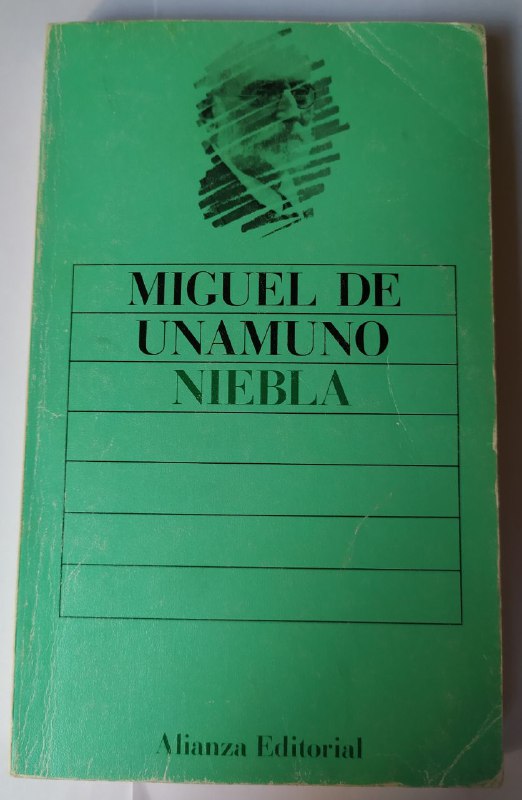 MIGUEL DE
UNAMUNO
NIEBLA
Alianza Editorial